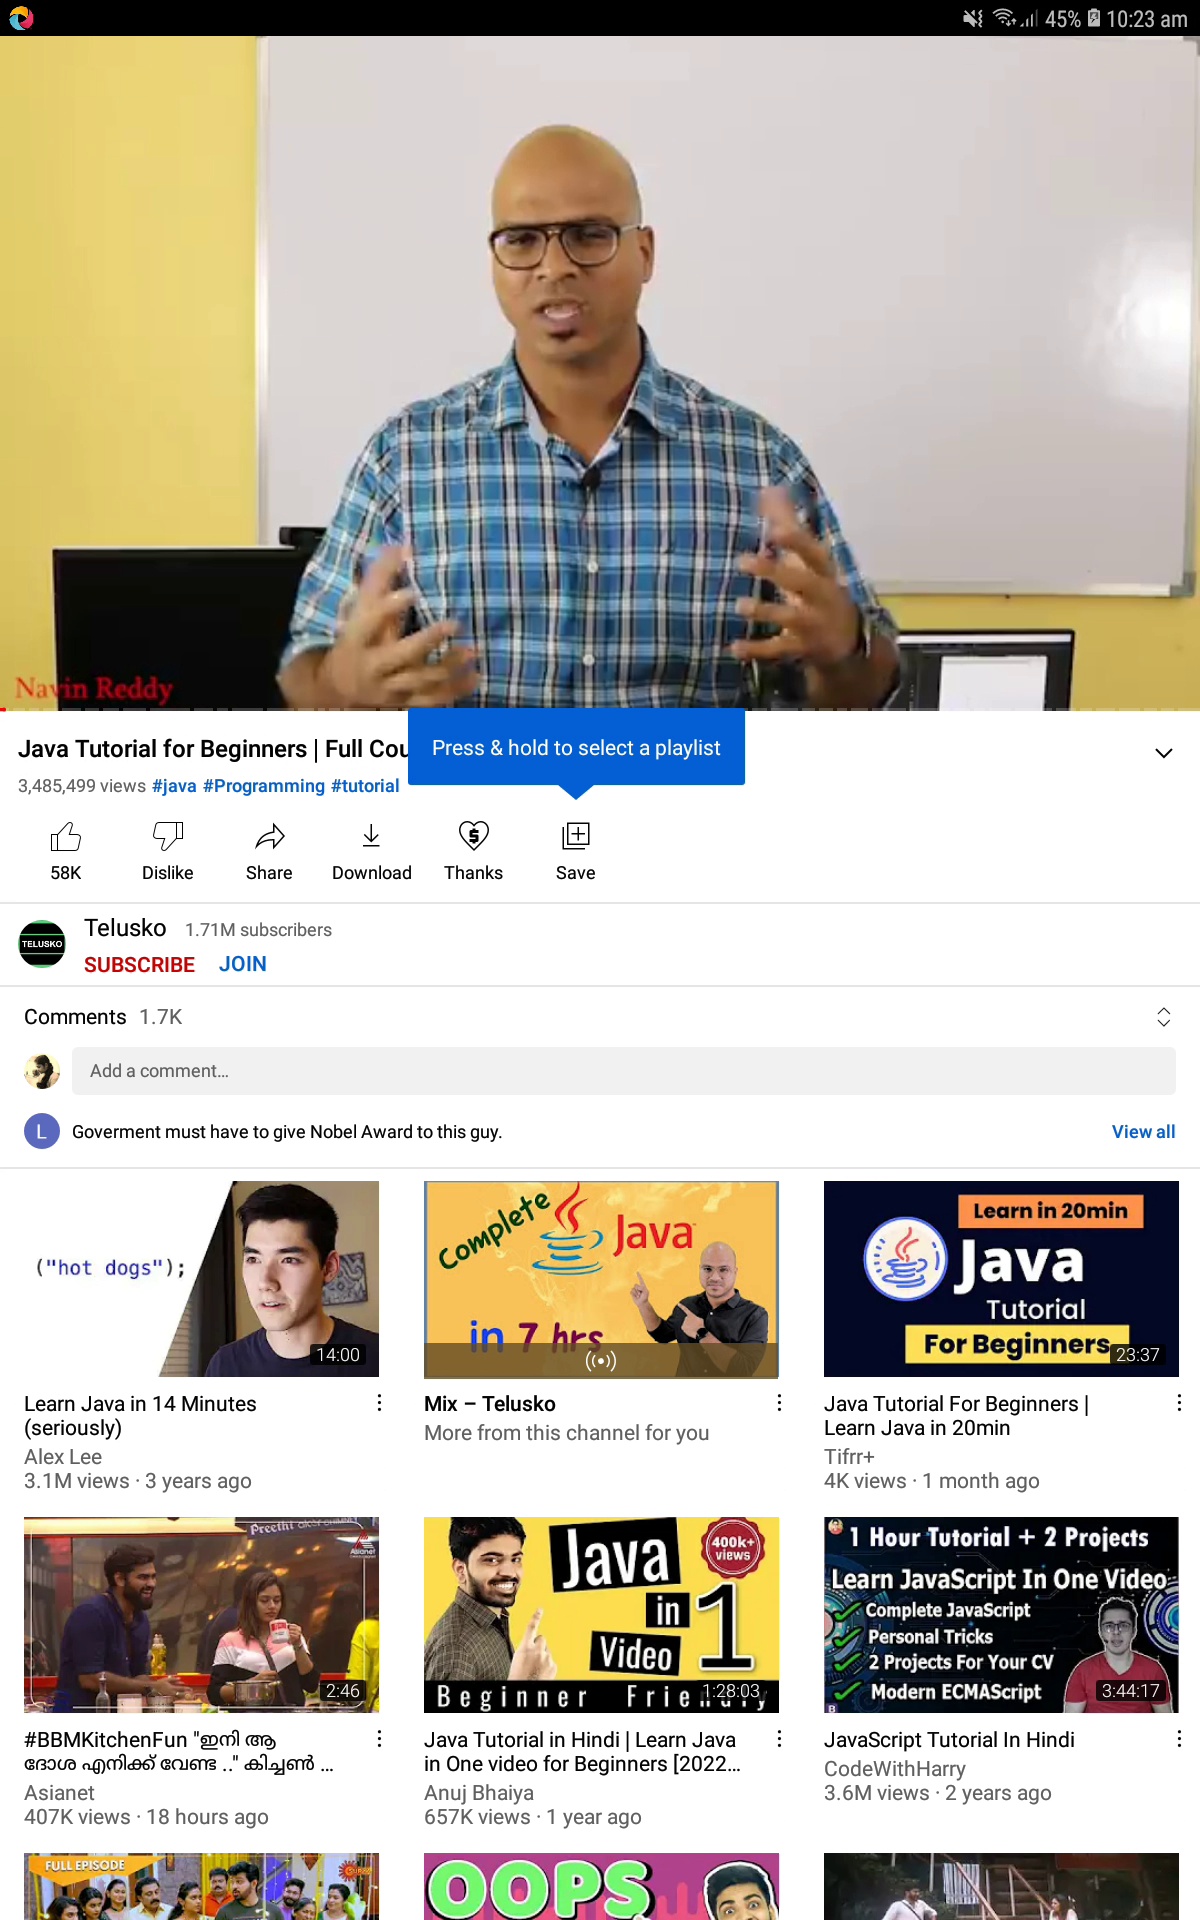 45% 10:23 am
Navin Reddy
Java Tutorial for Beginners | Full Cou
Press & hold to select a playlist
3,485,499 views #java #Programming #tutorial
58K Dislike Share Download Thanks Save
TELUSKO
Telusko 1.71M subscribers
SUBSCRIBE JOIN
Comments 1.7K
Add a comment...
L Goverment must have to give Nobel Award to this guy. View all
("hot dogs");
14:00
Complete Java
in 7 hrs
Learn in 20min
Java
Tutorial
For Beginners
23:37
Learn Java in 14 Minutes
(seriously)
Alex Lee
3.1M views · 3 years ago
Mix – Telusko
More from this channel for you
Java Tutorial For Beginners |
Learn Java in 20min
Tifrr+
4K views · 1 month ago
Preethi
Asianet
2:46
Java
in 1
Video
400k+
views
Beginner Frie
1:28:03
1 Hour Tutorial + 2 Projects
Learn JavaScript In One Video
Complete JavaScript
Personal Tricks
2 Projects For Your CV
Modern ECMAScript
3:44:17
#BBMKitchenFun "ഇനി ആ
ദോശ എനിക്ക് വേണ്ട .." കിച്ചൺ ...
Asianet
407K views · 18 hours ago
Java Tutorial in Hindi | Learn Java
in One video for Beginners [2022...
Anuj Bhaiya
657K views · 1 year ago
JavaScript Tutorial In Hindi
CodeWithHarry
3.6M views · 2 years ago
FULL EPISODE
OOPS